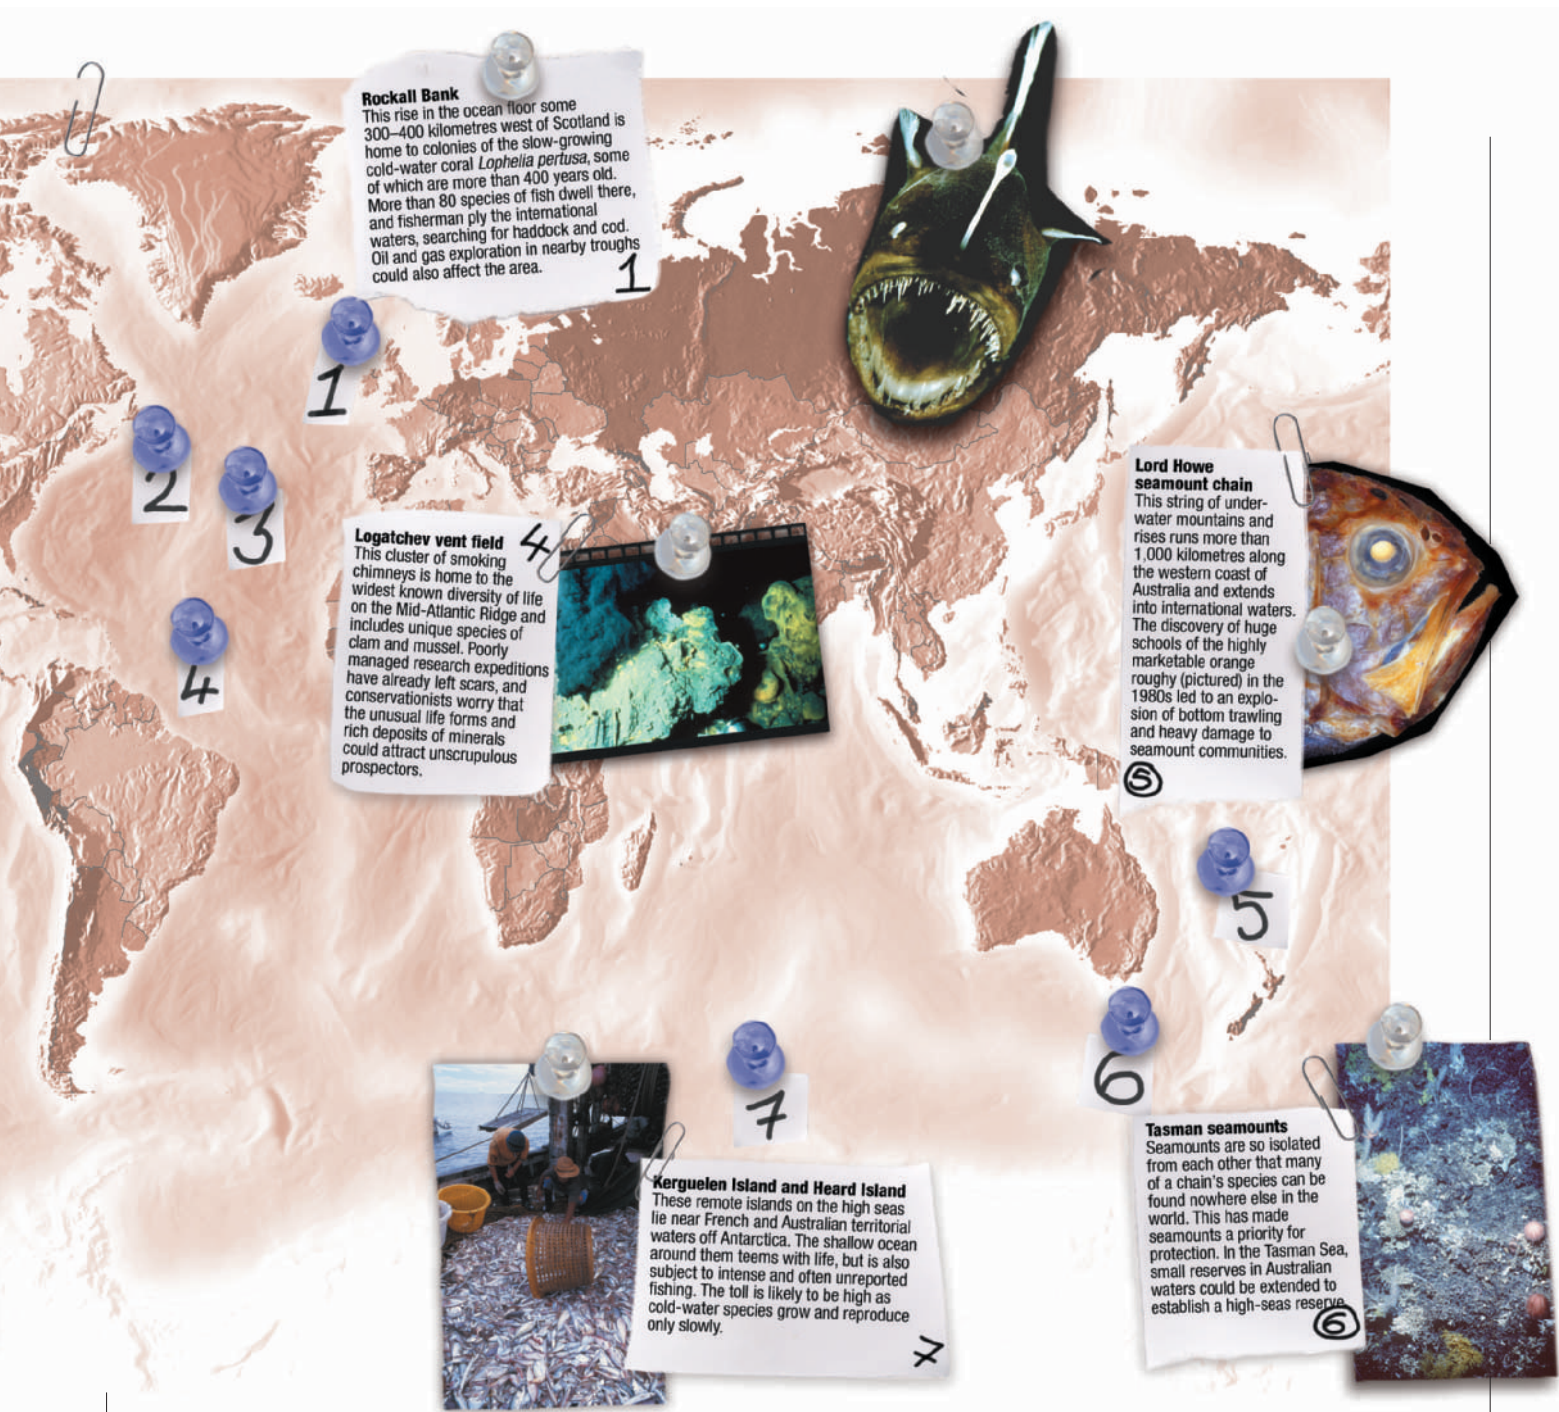 Rockall Bank
This rise in the ocean floor some
300–400 kilometres west of Scotland is
home to colonies of the slow-growing
cold-water coral Lophelia pertusa, some
of which are more than 400 years old.
More than 80 species of fish dwell there,
and fisherman ply the international
waters, searching for haddock and cod.
Oil and gas exploration in nearby troughs
could also affect the area.
1
1
2
3
4
Logatchev vent field
4
This cluster of smoking
chimneys is home to the
widest known diversity of life
on the Mid-Atlantic Ridge and
includes unique species of
clam and mussel. Poorly
managed research expeditions
have already left scars, and
conservationists worry that
the unusual life forms and
rich deposits of minerals
could attract unscrupulous
prospectors.
Lord Howe
seamount chain
This string of under-
water mountains and
rises runs more than
1,000 kilometres along
the western coast of
Australia and extends
into international waters.
The discovery of huge
schools of the highly
marketable orange
roughy (pictured) in the
1980s led to an explo-
sion of bottom trawling
and heavy damage to
seamount communities.
5
5
6
7
Kerguelen Island and Heard Island
These remote islands on the high seas
lie near French and Australian territorial
waters off Antarctica. The shallow ocean
around them teems with life, but is also
subject to intense and often unreported
fishing. The toll is likely to be high as
cold-water species grow and reproduce
only slowly.
7
Tasman seamounts
Seamounts are so isolated
from each other that many
of a chain's species can be
found nowhere else in the
world. This has made
seamounts a priority for
protection. In the Tasman Sea,
small reserves in Australian
waters could be extended to
establish a high-seas reserve.
6